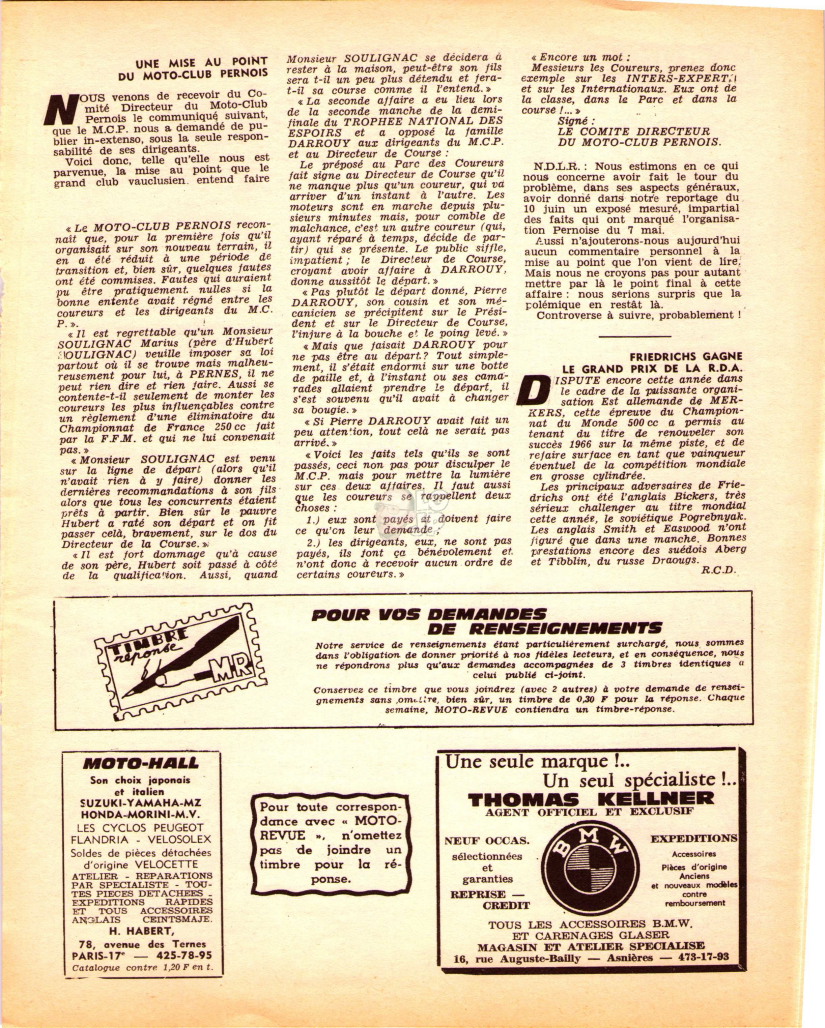 UNE MISE AU POINT
DU MOTO-CLUB PERNOIS
NOUS venons de recevoir du Co-
mité Directeur du Moto-Club
Pernois le communiqué suivant,
que le M.C.P. nous a demandé de pu-
blier in-extenso, sous la seule respon-
sabilité de ses dirigeants.
Voici donc, telle qu'elle nous est
parvenue, la mise au point que le
grand club vauclusien entend faire
« Le MOTO-CLUB PERNOIS recon-
nait que, pour la première fois qu'il
organisait sur son nouveau terrain, il
en a été réduit à une période de
transition et, bien sûr, quelques fautes
ont été commises. Fautes qui auraient
pu être pratiquement nulles si la
bonne entente avait régné entre les
coureurs et les dirigeants du M.C.
P. ».
« Il est regrettable qu'un Monsieur
SOULIGNAC Marius (père d'Hubert
SOULIGNAC) veuille imposer sa loi
partout où il se trouve mais malheu-
reusement pour lui, à PERNES, il ne
peut rien dire et rien faire. Aussi se
contente-t-il seulement de monter les
coureurs les plus influençables contre
un règlement d'une éliminatoire du
Championnat de France 250 cc fait
par la F.F.M. et qui ne lui convenait
pas. »
« Monsieur SOULIGNAC est venu
sur la ligne de départ (alors qu'il
n'avait rien à y faire) donner les
dernières recommandations à son fils
alors que tous les concurrents étaient
prêts à partir. Bien sûr le pauvre
Hubert a raté son départ et on fit
passer celà, bravement, sur le dos du
Directeur de la Course. »
« Il est fort dommage qu'à cause
de son père, Hubert soit passé à côté
de la qualification. Aussi, quand
Monsieur SOULIGNAC se décidera à
rester à la maison, peut-être son fils
sera t-il un peu plus détendu et fera-
t-il sa course comme il l'entend. »
« La seconde affaire a eu lieu lors
de la seconde manche de la demi-
finale du TROPHEE NATIONAL DES
ESPOIRS et a opposé la famille
DARROUY aux dirigeants du M.C.P.
et au Directeur de Course :
Le préposé au Parc des Coureurs
fait signe au Directeur de Course qu'il
ne manque plus qu'un coureur, qui va
arriver d'un instant à l'autre. Les
moteurs sont en marche depuis plu-
sieurs minutes mais, pour comble de
malchance, c'est un autre coureur (qui,
ayant réparé à temps, décide de par-
tir) qui se présente. Le public siffle,
impatient ; le Directeur de Course,
croyant avoir affaire à DARROUY,
donne aussitôt le départ. »
« Pas plutôt le départ donné, Pierre
DARROUY, son cousin et son mé-
canicien se précipitent sur le Prési-
dent et sur le Directeur de Course,
l'injure à la bouche et le poing levé. »
« Mais que faisait DARROUY pour
ne pas être au départ? Tout simple-
ment, il s'était endormi sur une botte
de paille et, à l'instant ou ses cama-
rades allaient prendre le départ, il
s'est souvenu qu'il avait à changer
sa bougie. »
« Si Pierre DARROUY avait fait un
peu attention, tout celà ne serait pas
arrivé. »
« Voici les faits tels qu'ils se sont
passés, ceci non pas pour disculper le
M.C.P. mais pour mettre la lumière
sur ces deux affaires. Il faut aussi
que les coureurs se rappellent deux
choses :
1.) eux sont payés et doivent faire
ce qu'on leur demande ;
2.) les dirigeants, eux, ne sont pas
payés, ils font ça bénévolement et
n'ont donc à recevoir aucun ordre de
certains coureurs. »
« Encore un mot :
Messieurs les Coureurs, prenez donc
exemple sur les INTERS-EXPERT,
et sur les Internationaux. Eux ont de
la classe, dans le Parc et dans la
course !... »
Signé :
LE COMITE DIRECTEUR
DU MOTO-CLUB PERNOIS.
N.D.L.R. : Nous estimons en ce qui
nous concerne avoir fait le tour du
problème, dans ses aspects généraux,
avoir donné dans notre reportage du
10 juin un exposé mesuré, impartial
des faits qui ont marqué l'organisa-
tion Pernoise du 7 mai.
Aussi n'ajouterons-nous aujourd'hui
aucun commentaire personnel à la
mise au point que l'on vient de lire.
Mais nous ne croyons pas pour autant
mettre par là le point final à cette
affaire : nous serions surpris que la
polémique en restât là.
Controverse à suivre, probablement !
FRIEDRICHS GAGNE
LE GRAND PRIX DE LA R.D.A.
DISPUTE encore cette année dans
le cadre de la puissante organi-
sation Est allemande de MER-
KERS, cette épreuve du Champion-
nat du Monde 500 cc a permis au
tenant du titre de renouveler son
succès 1966 sur la même piste, et de
refaire surface en tant que vainqueur
éventuel de la compétition mondiale
en grosse cylindrée.
Les principaux adversaires de Frie-
drichs ont été l'anglais Bickers, très
sérieux challenger au titre mondial
cette année, le soviétique Pogrebnyak.
Les anglais Smith et Eastwood n'ont
figuré que dans une manche. Bonnes
prestations encore des suédois Aberg
et Tibblin, du russe Draougs.
R.C.D.
TIMBRE
réponse
M.R
POUR VOS DEMANDES
DE RENSEIGNEMENTS
Notre service de renseignements étant particulièrement surchargé, nous sommes
dans l'obligation de donner priorité à nos fidèles lecteurs, et en conséquence, nous
ne répondrons plus qu'aux demandes accompagnées de 3 timbres identiques à
celui publié ci-joint.
Conservez ce timbre que vous joindrez (avec 2 autres) à votre demande de rensei-
gnements sans omettre, bien sûr, un timbre de 0,30 F pour la réponse. Chaque
semaine, MOTO-REVUE contiendra un timbre-réponse.
MOTO-HALL
Son choix japonais
et italien
SUZUKI-YAMAHA-MZ
HONDA-MORINI-M.V.
LES CYCLOS PEUGEOT
FLANDRIA - VELOSOLEX
Soldes de pièces détachées
d'origine VELOCETTE
ATELIER - REPARATIONS
PAR SPECIALISTE - TOU-
TES PIECES DETACHEES -
EXPEDITIONS RAPIDES
ET TOUS ACCESSOIRES
ANGLAIS CEINTSMAJE.
H. HABERT,
78, avenue des Ternes
PARIS-17e — 425-78-95
Catalogue contre 1,20 F en t.
Pour toute correspon-
dance avec « MOTO-
REVUE », n'omettez
pas de joindre un
timbre pour la ré-
ponse.
Une seule marque !..
Un seul spécialiste !..
THOMAS KELLNER
AGENT OFFICIEL ET EXCLUSIF
NEUF OCCAS.
sélectionnées
et
garanties
REPRISE —
CREDIT
BMW
EXPEDITIONS
Accessoires
Pièces d'origine
Anciens
et nouveaux modèles
contre
remboursement
TOUS LES ACCESSOIRES B.M.W.
ET CARENAGES GLASER
MAGASIN ET ATELIER SPECIALISE
16, rue Auguste-Bailly — Asnières — 473-17-93